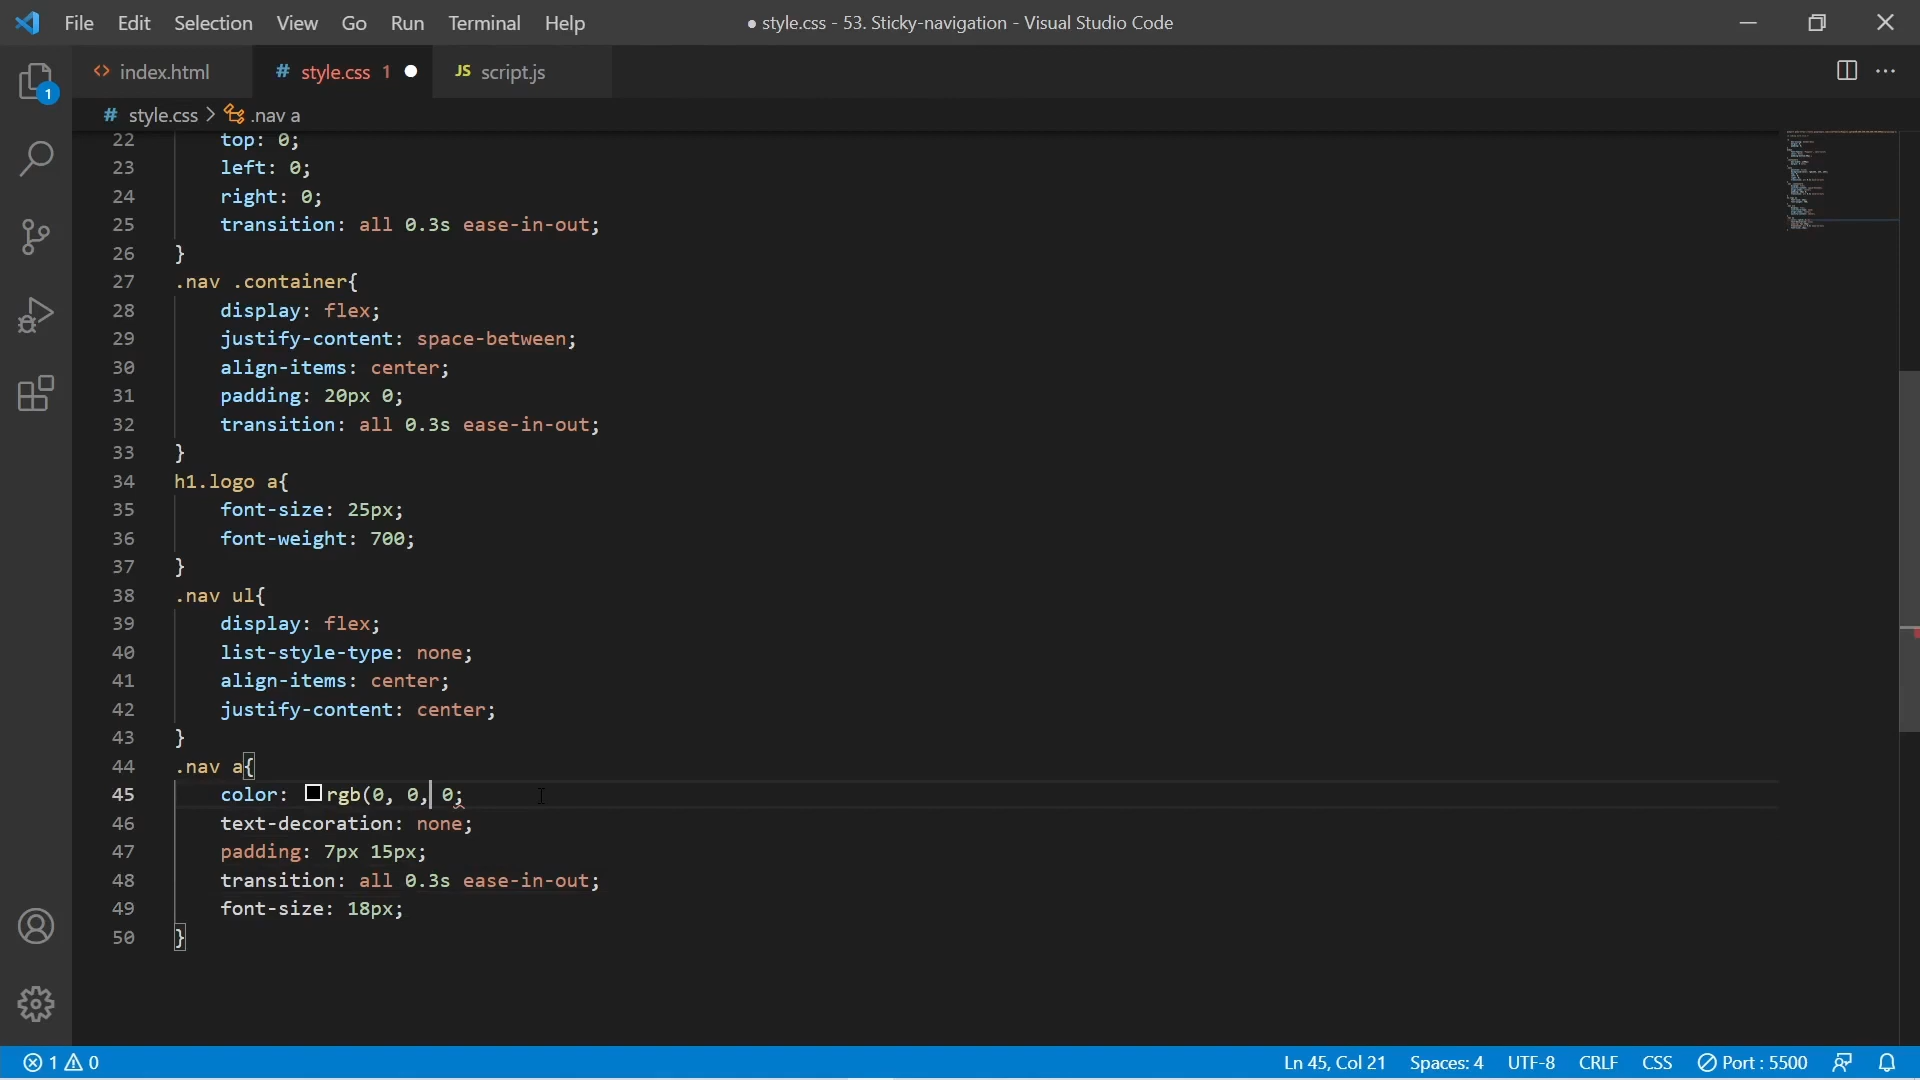 File Edit Selection View Go Run Terminal Help
● style.css - 53. Sticky-navigation - Visual Studio Code
index.html
# style.css 1
JS script.js
1
# style.css > .nav a
22 top: 0;
23 left: 0;
24 right: 0;
25 transition: all 0.3s ease-in-out;
26 }
27 .nav .container{
28 display: flex;
29 justify-content: space-between;
30 align-items: center;
31 padding: 20px 0;
32 transition: all 0.3s ease-in-out;
33 }
34 h1.logo a{
35 font-size: 25px;
36 font-weight: 700;
37 }
38 .nav ul{
39 display: flex;
40 list-style-type: none;
41 align-items: center;
42 justify-content: center;
43 }
44 .nav a{
45 color: rgb(0, 0, 0;
46 text-decoration: none;
47 padding: 7px 15px;
48 transition: all 0.3s ease-in-out;
49 font-size: 18px;
50 }
1 0
Ln 45, Col 21 Spaces: 4 UTF-8 CRLF CSS Port : 5500